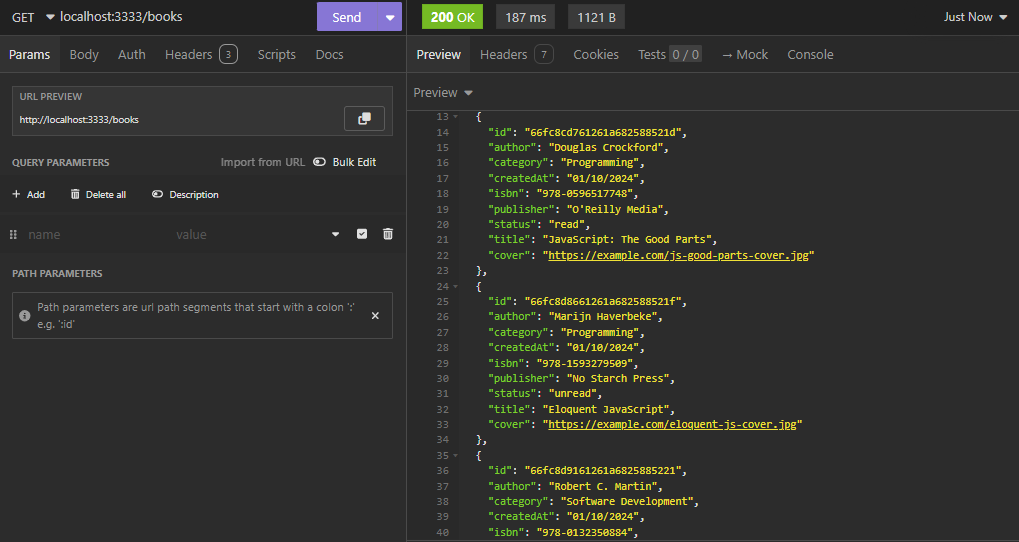 GET localhost:3333/books Send
Params Body Auth Headers 3 Scripts Docs
URL PREVIEW
http://localhost:3333/books
QUERY PARAMETERS Import from URL Bulk Edit
+ Add Delete all Description
name value
PATH PARAMETERS
Path parameters are url path segments that start with a colon ':'
e.g. ':id'
200 OK 187 ms 1121 B Just Now
Preview Headers 7 Cookies Tests 0 / 0 → Mock Console
Preview
13 {
14 "id": "66fc8cd761261a682588521d",
15 "author": "Douglas Crockford",
16 "category": "Programming",
17 "createdAt": "01/10/2024",
18 "isbn": "978-0596517748",
19 "publisher": "O'Reilly Media",
20 "status": "read",
21 "title": "JavaScript: The Good Parts",
22 "cover": "https://example.com/js-good-parts-cover.jpg"
23 },
24 {
25 "id": "66fc8d8661261a682588521f",
26 "author": "Marijn Haverbeke",
27 "category": "Programming",
28 "createdAt": "01/10/2024",
29 "isbn": "978-1593279509",
30 "publisher": "No Starch Press",
31 "status": "unread",
32 "title": "Eloquent JavaScript",
33 "cover": "https://example.com/eloquent-js-cover.jpg"
34 },
35 {
36 "id": "66fc8d9161261a6825885221",
37 "author": "Robert C. Martin",
38 "category": "Software Development",
39 "createdAt": "01/10/2024",
40 "isbn": "978-0132350884",